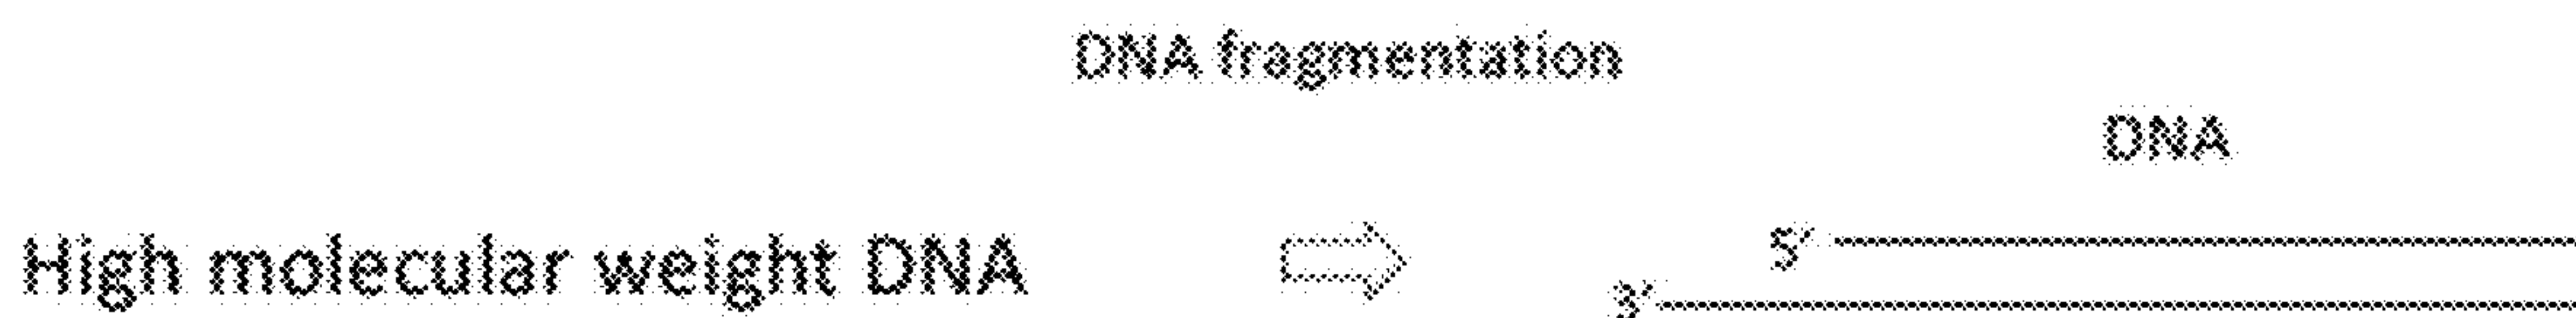 DNA fragmentation
DNA
High molecular weight DNA
5'
3'